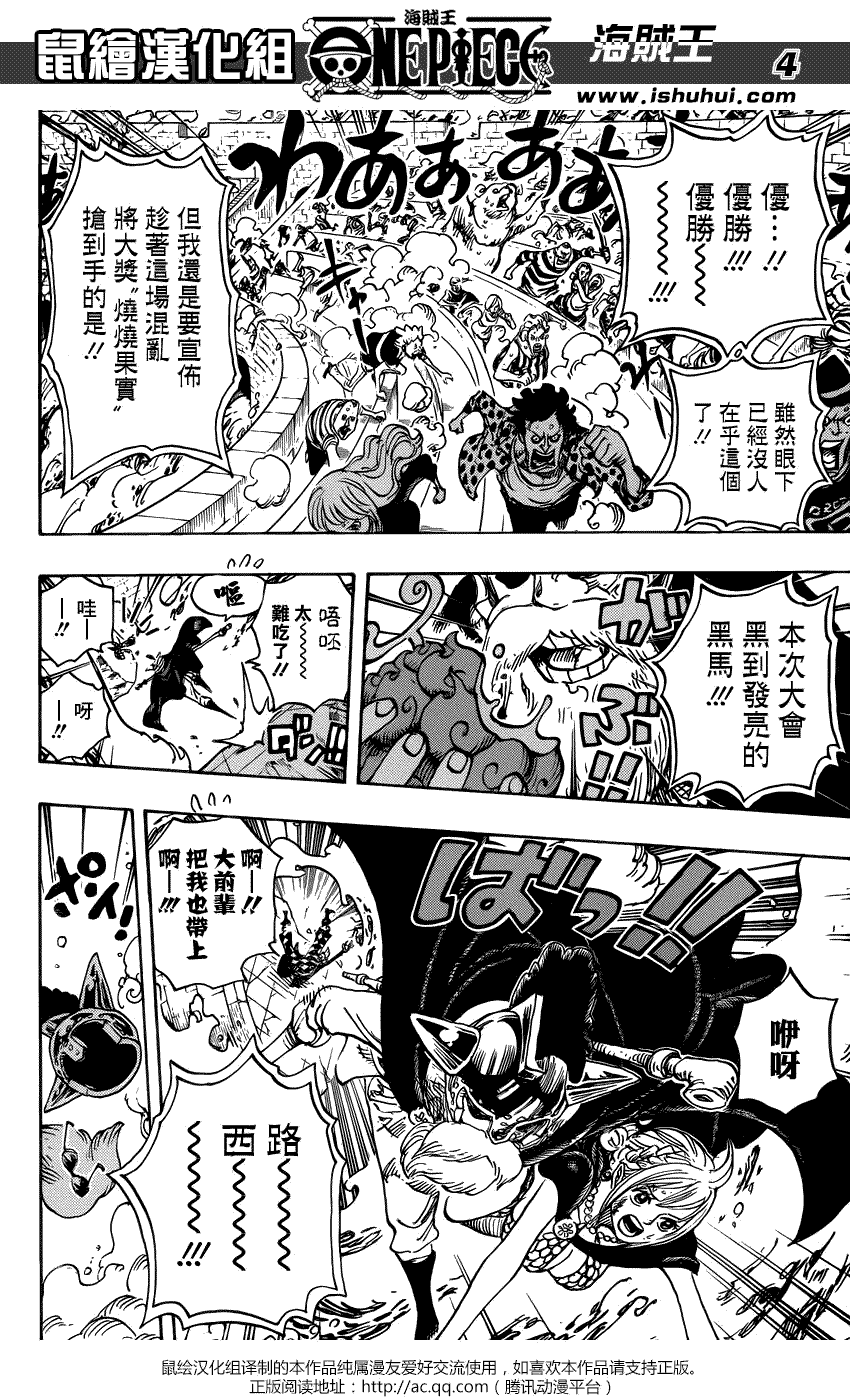 鼠繪漢化組
海賊王
ONE PIECE
海賊王
4
www.ishuhui.com
優…!!
優勝!!!
優勝
～～～～!!!
雖然眼下
已經沒人
在乎這個
了!!
わあああああ
但我還是要宣佈
趁著這場混亂
將大獎“燒燒果實”
搶到手的是!!
本次大會
黑到發亮的
黑馬!!!
ガぶ!!
唔呸
太～～～
難吃了!!
嘔
哇—
—!!
呀
—!!
ダン!!
咿呀
ばっ!!
啊—!!
大前輩
把我也帶上
啊—!!!
路～～～～
西～～～～!!!
ポイ!
鼠绘汉化组译制的本作品纯属漫友爱好交流使用，如喜欢本作品请支持正版。
正版阅读地址：http://ac.qq.com（腾讯动漫平台）